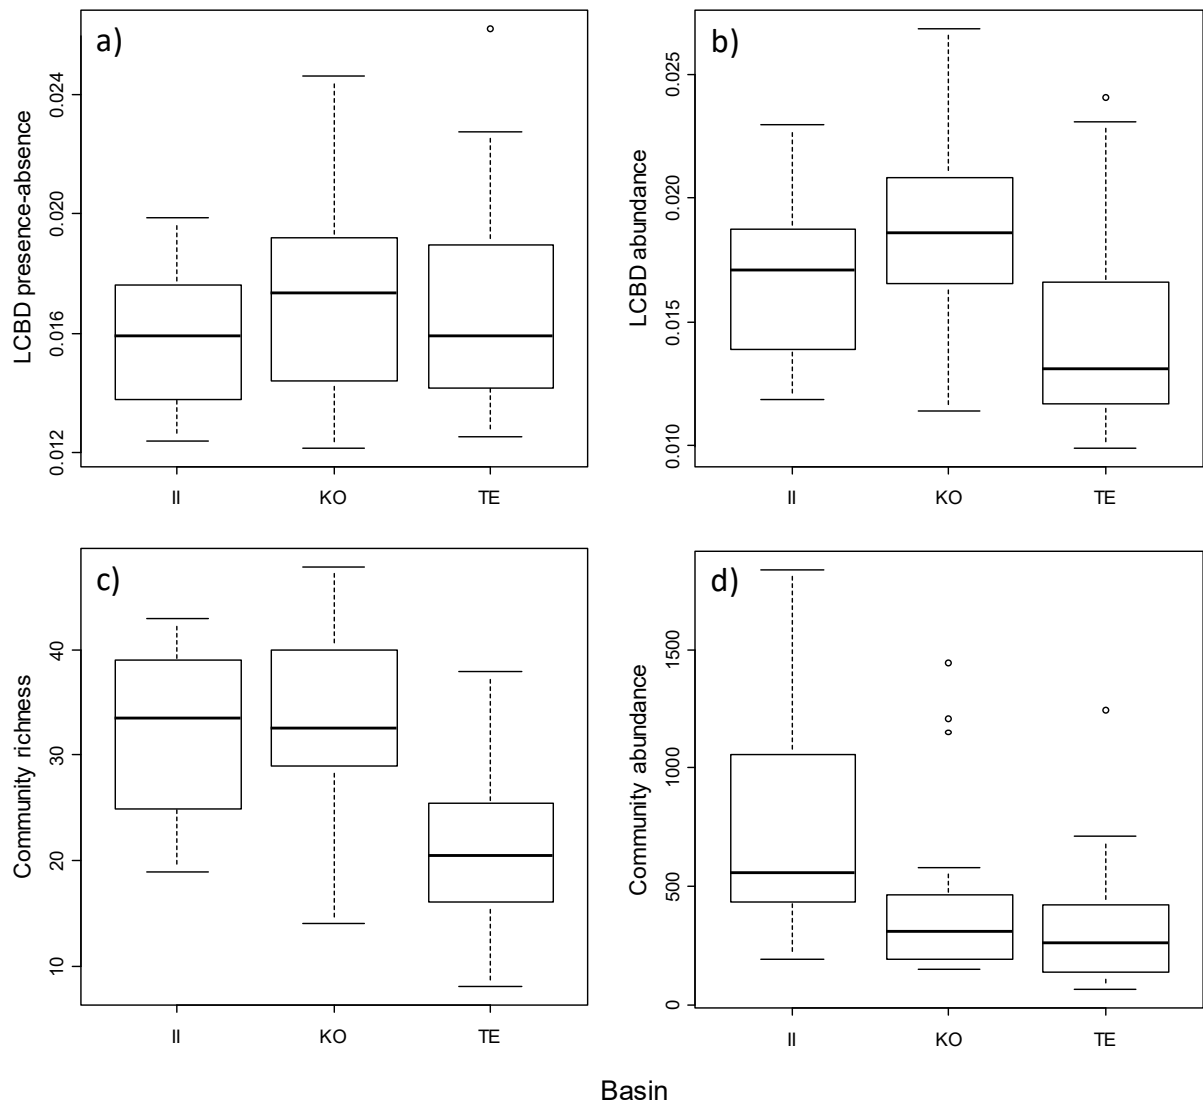 a)
LCBD presence-absence
0.024
0.020
0.016
0.012
II KO TE
b)
LCBD abundance
0.025
0.020
0.015
0.010
II KO TE
c)
Community richness
40
30
20
10
II KO TE
d)
Community abundance
1500
1000
500
0
II KO TE
Basin